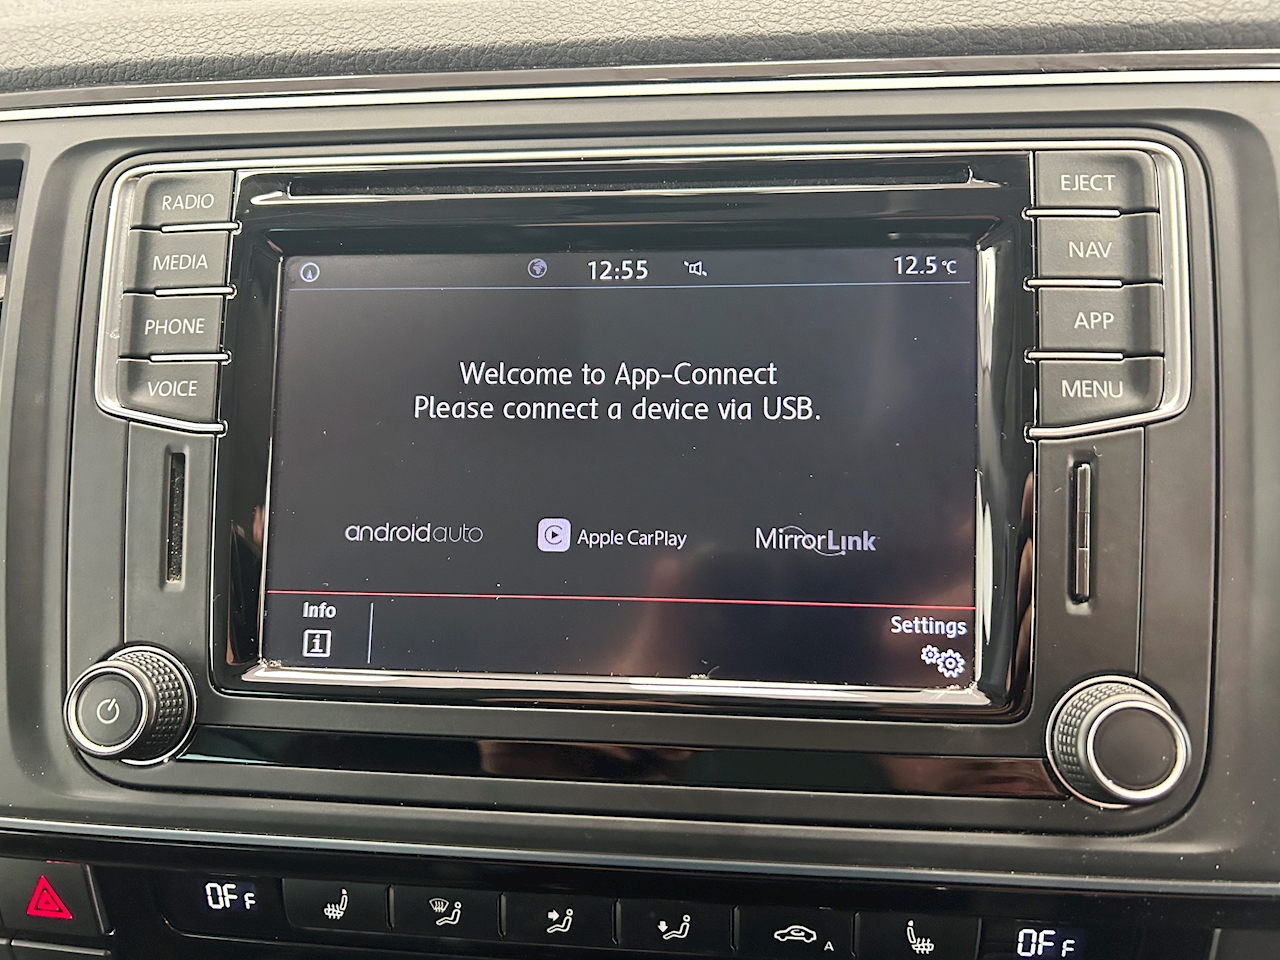 RADIO
MEDIA
PHONE
VOICE
EJECT
NAV
APP
MENU
12:55
12.5°C
Welcome to App-Connect
Please connect a device via USB.
androidauto
Apple CarPlay
MirrorLink
Info
i
Settings
OFF
A
OFF